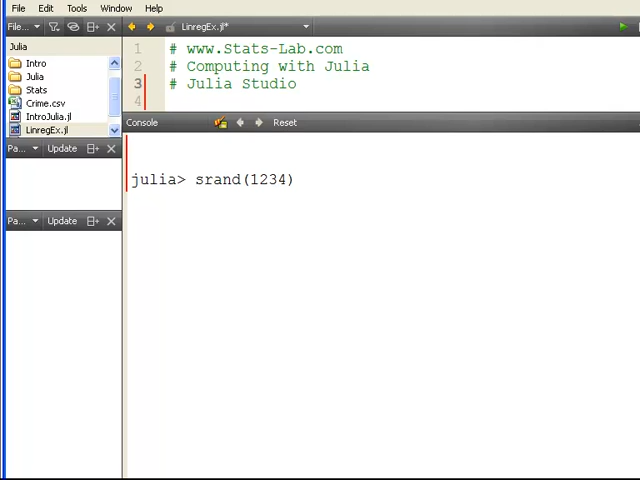 File Edit Tools Window Help
File... LinregEx.jl*
Julia
Intro
Julia
Stats
Crime.csv
IntroJulia.jl
LinregEx.jl
1 # www.Stats-Lab.com
2 # Computing with Julia
3 # Julia Studio
4
Console Reset
Pa... Update
julia> srand(1234)
Pa... Update